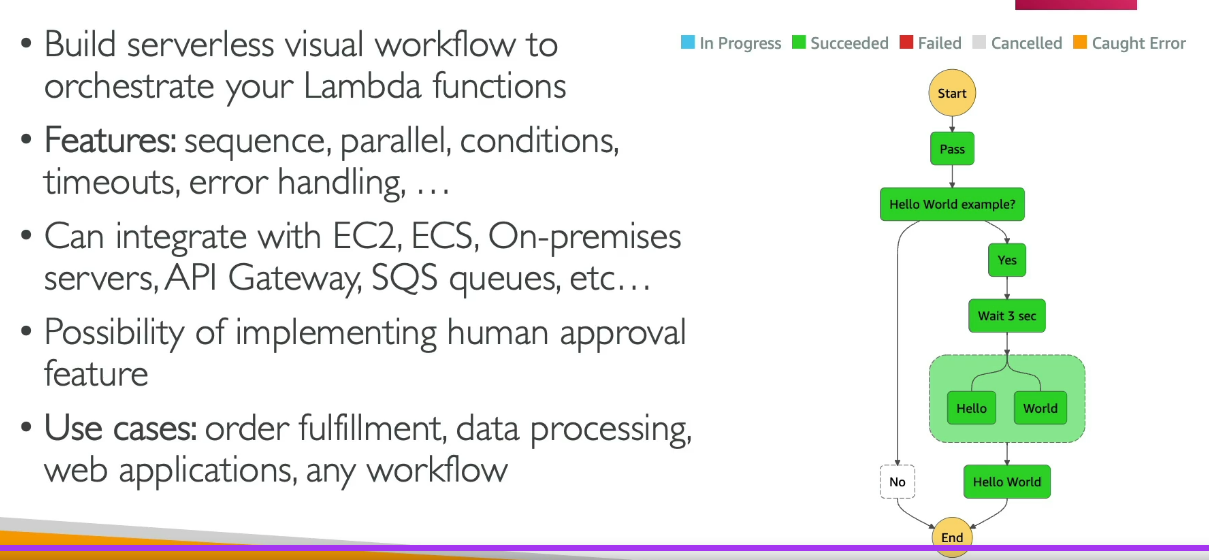 • Build serverless visual workflow to
orchestrate your Lambda functions
• Features: sequence, parallel, conditions,
timeouts, error handling, …
• Can integrate with EC2, ECS, On-premises
servers, API Gateway, SQS queues, etc…
• Possibility of implementing human approval
feature
• Use cases: order fulfillment, data processing,
web applications, any workflow
In Progress Succeeded Failed Cancelled Caught Error
Start
Pass
Hello World example?
Yes
Wait 3 sec
Hello World
No Hello World
End